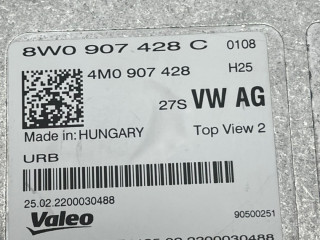 8W0 907 428 C 0108
4M0 907 428 H25
27S VW AG
Made in: HUNGARY Top View 2
URB
25.02.2200030488
Valeo 90500251